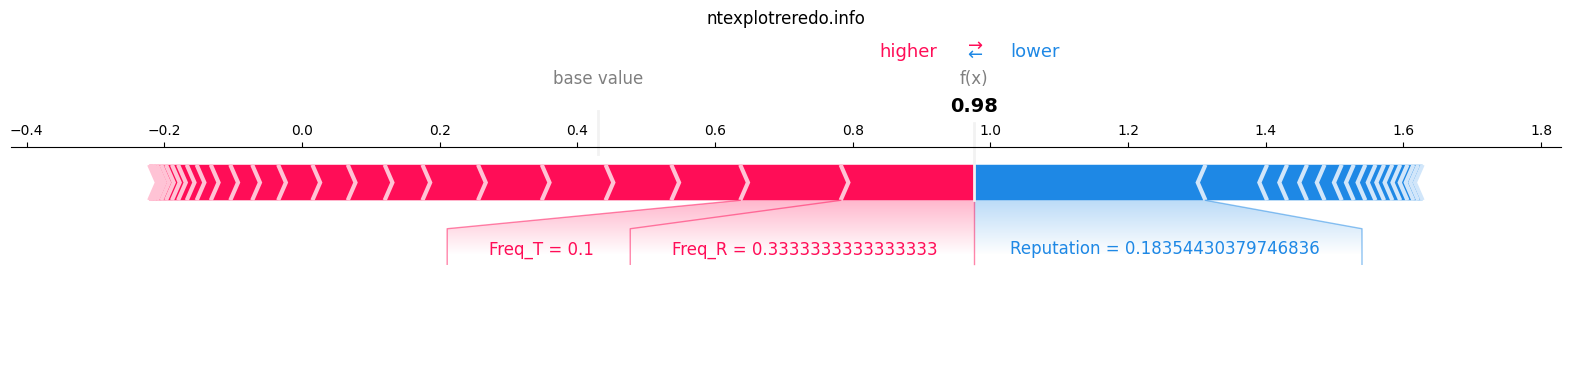 ntexplotreredo.info
higher → ← lower
base value f(x)
0.98
−0.4 −0.2 0.0 0.2 0.4 0.6 0.8 1.0 1.2 1.4 1.6 1.8
Freq_T = 0.1 Freq_R = 0.3333333333333333 Reputation = 0.18354430379746836